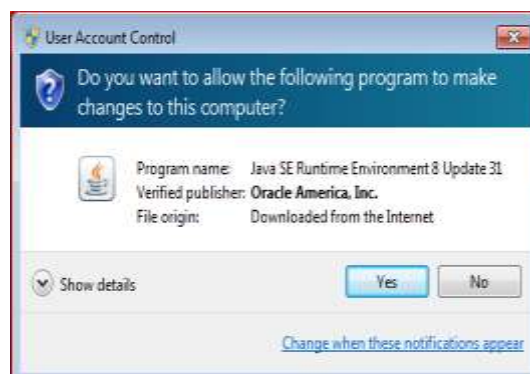 User Account Control
Do you want to allow the following program to make
changes to this computer?
Program name: Java SE Runtime Environment 8 Update 31
Verified publisher: Oracle America, Inc.
File origin: Downloaded from the Internet
Show details
Yes No
Change when these notifications appear